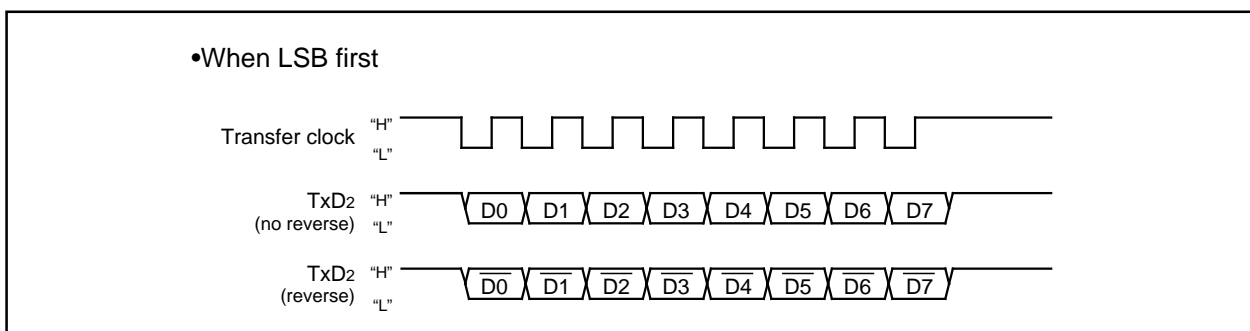 •When LSB first
“H”
Transfer clock
“L”
TxD2 “H”
(no reverse) “L”
D0 D1 D2 D3 D4 D5 D6 D7
TxD2 “H”
(reverse) “L”
D0 D1 D2 D3 D4 D5 D6 D7